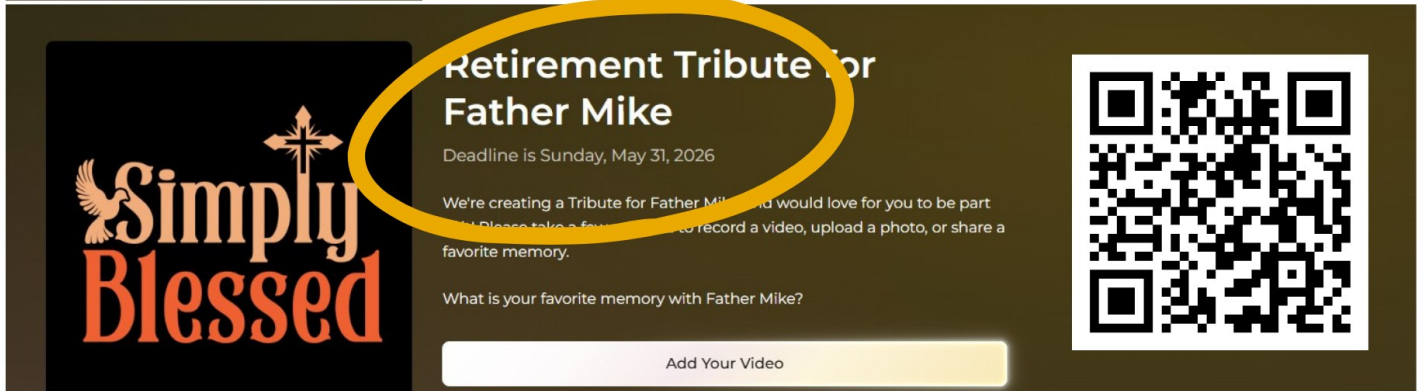 Simply
Blessed
Retirement Tribute for
Father Mike
Deadline is Sunday, May 31, 2026
We're creating a Tribute for Father Mike and would love for you to be part
Please take a few to record a video, upload a photo, or share a
favorite memory.
What is your favorite memory with Father Mike?
Add Your Video